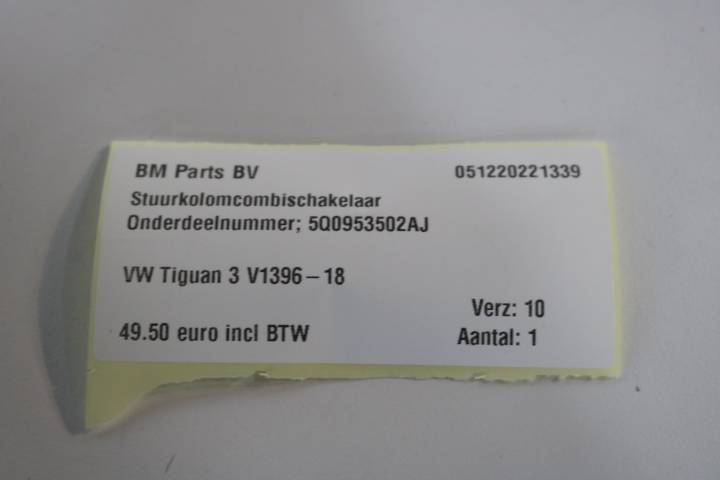 BM Parts BV 051220221339
Stuurkolomcombischakelaar
Onderdeelnummer; 5Q0953502AJ
VW Tiguan 3 V1396-18
Verz: 10
49.50 euro incl BTW Aantal: 1